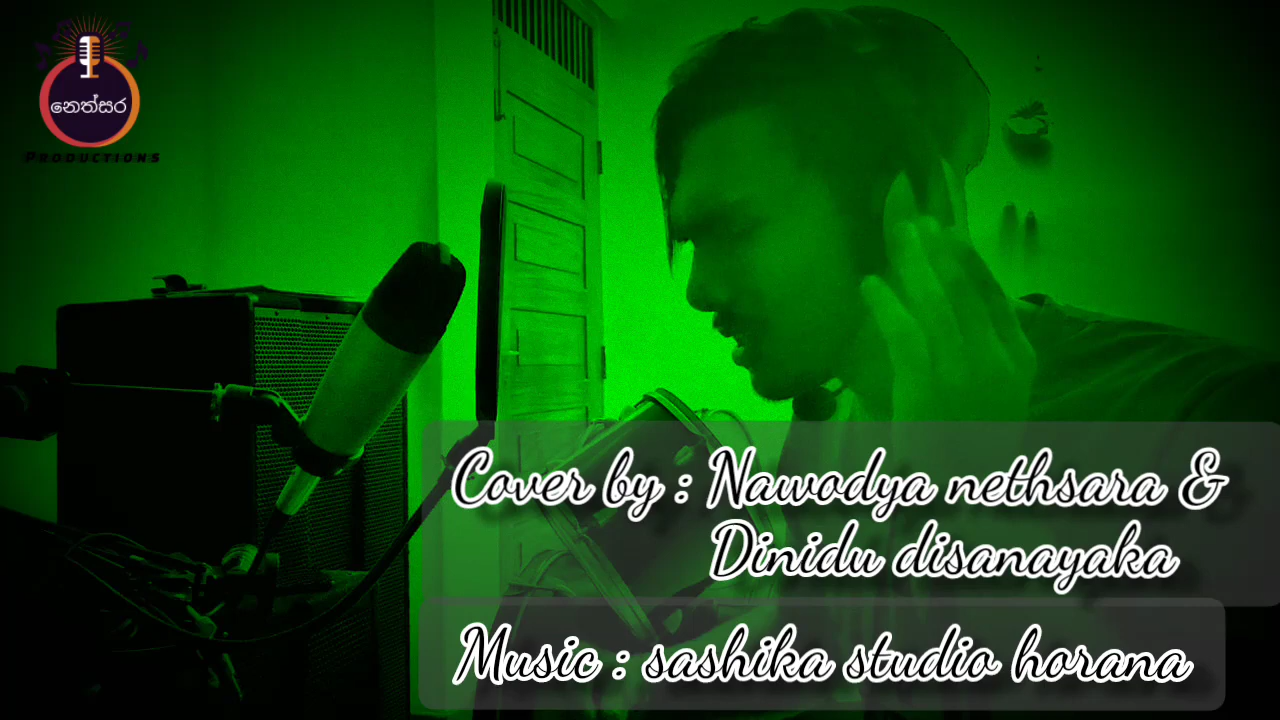 නෙත්සර
PRODUCTIONS
Cover by : Nawodya nethsara &
Dinidu disanayaka
Music : sashika studio horana